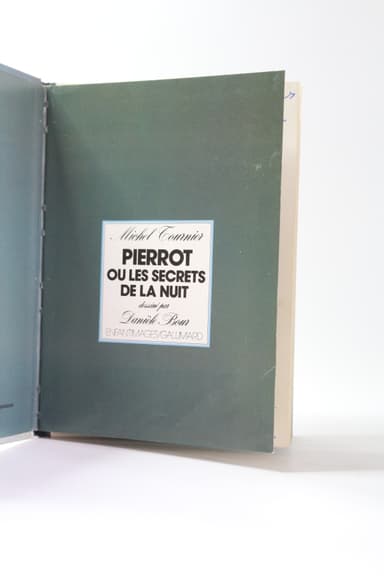 Michel Tournier
PIERROT
OU LES SECRETS
DE LA NUIT
dessiné par
Danièle Bour
ENFANTIMAGES/GALLIMARD